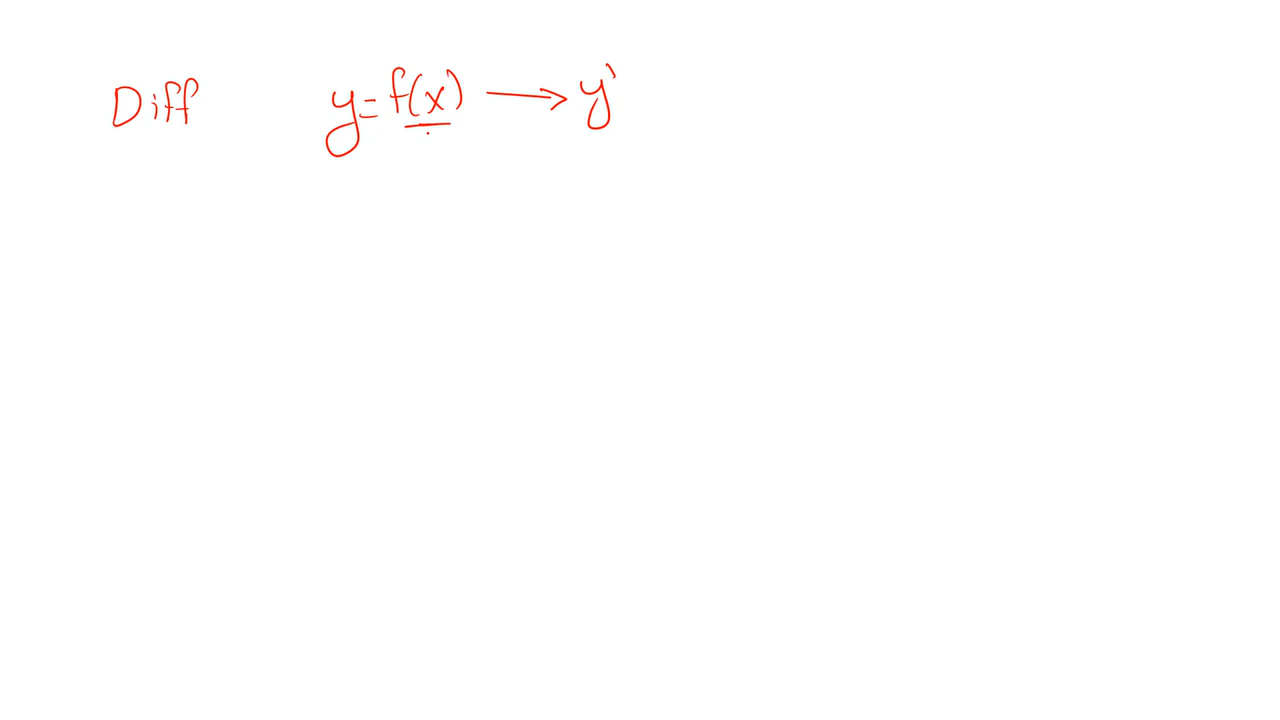 Diff y = f(x) ⟶ y'